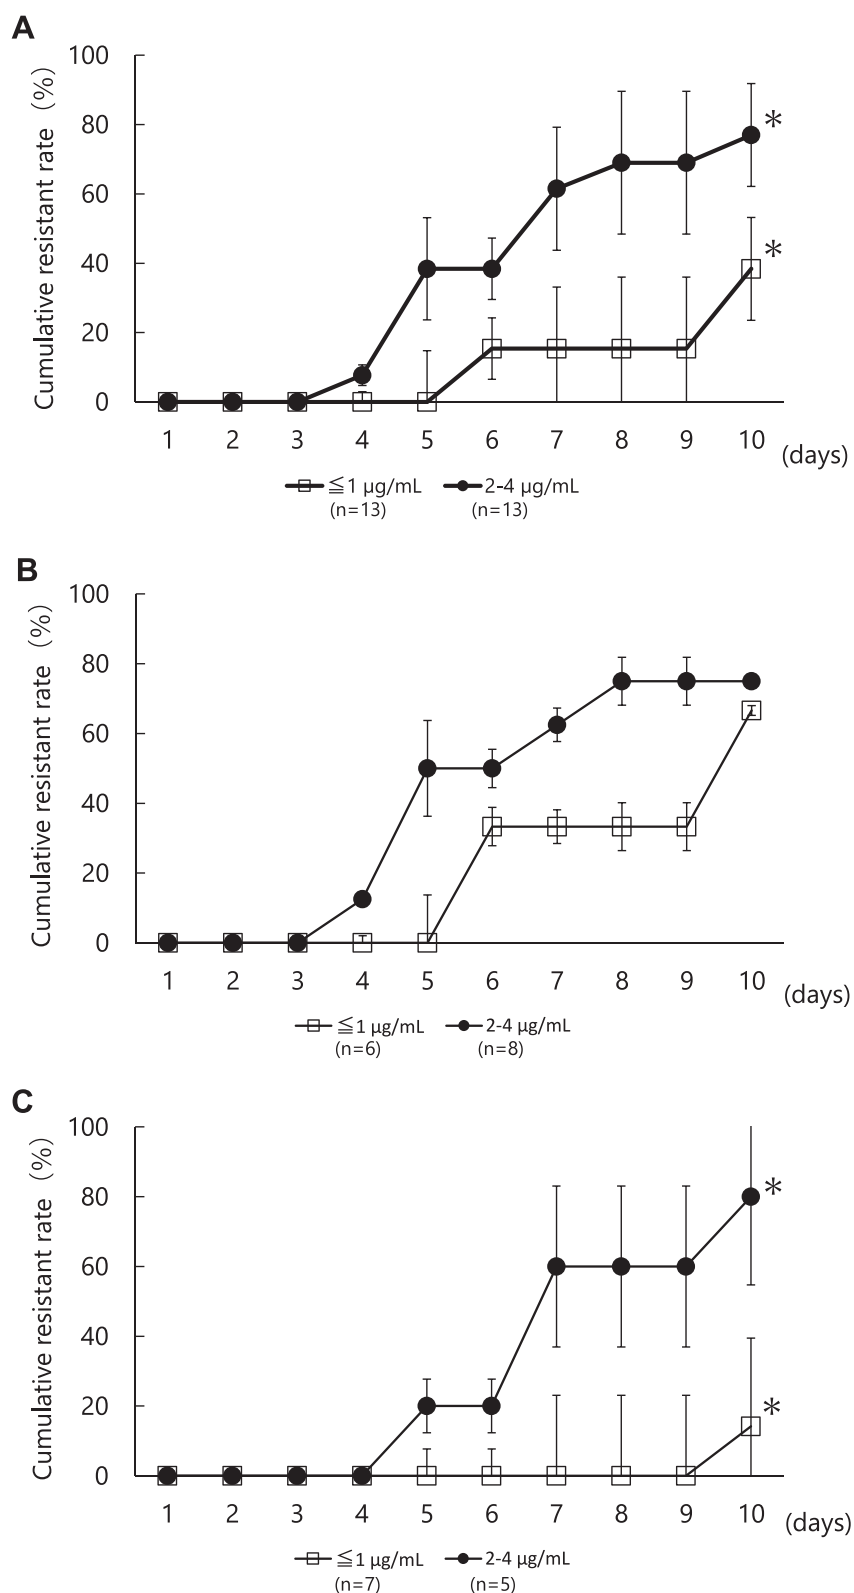 A
Cumulative resistant rate (%)
100
80
60
40
20
0
*
*
1 2 3 4 5 6 7 8 9 10 (days)
≦1 µg/mL 2-4 µg/mL
(n=13) (n=13)
B
Cumulative resistant rate (%)
100
80
60
40
20
0
1 2 3 4 5 6 7 8 9 10 (days)
≦1 µg/mL 2-4 µg/mL
(n=6) (n=8)
C
Cumulative resistant rate (%)
100
80
60
40
20
0
*
*
1 2 3 4 5 6 7 8 9 10 (days)
≦1 µg/mL 2-4 µg/mL
(n=7) (n=5)